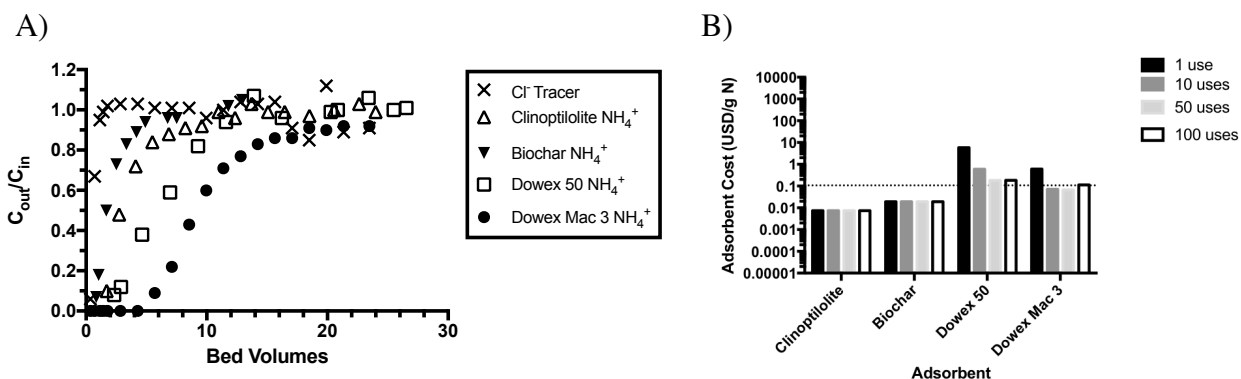 A)
1.2
1.0
0.8
0.6
0.4
0.2
0.0
0
10
20
30
C_out/C_in
Bed Volumes
Cl⁻ Tracer
Clinoptilolite NH₄⁺
Biochar NH₄⁺
Dowex 50 NH₄⁺
Dowex Mac 3 NH₄⁺
B)
10000
1000
100
10
1
0.1
0.01
0.001
0.0001
0.00001
Adsorbent Cost (USD/g N)
Clinoptilolite
Biochar
Dowex 50
Dowex Mac 3
Adsorbent
1 use
10 uses
50 uses
100 uses